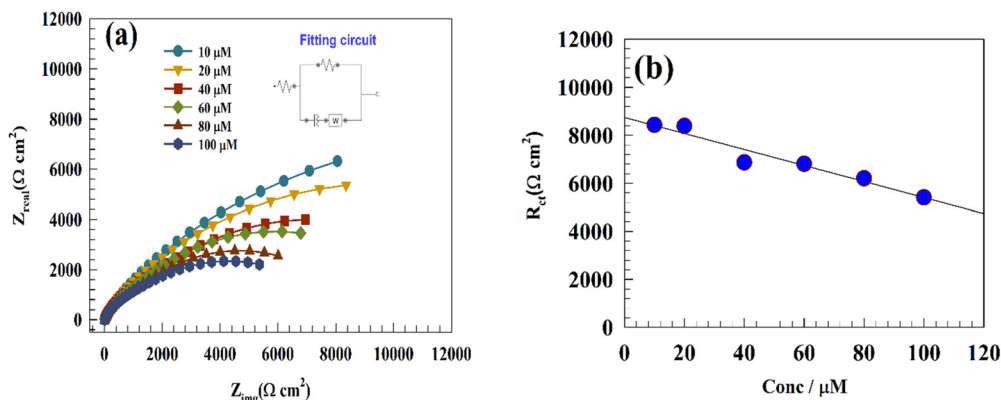 (a)
Fitting circuit
10 μM
20 μM
40 μM
60 μM
80 μM
100 μM
W
12000
10000
8000
6000
4000
2000
0
Zreal(Ω cm²)
0
2000
4000
6000
8000
10000
12000
Zimg(Ω cm²)
(b)
12000
10000
8000
6000
4000
2000
0
Rct(Ω cm²)
0
20
40
60
80
100
120
Conc / μM